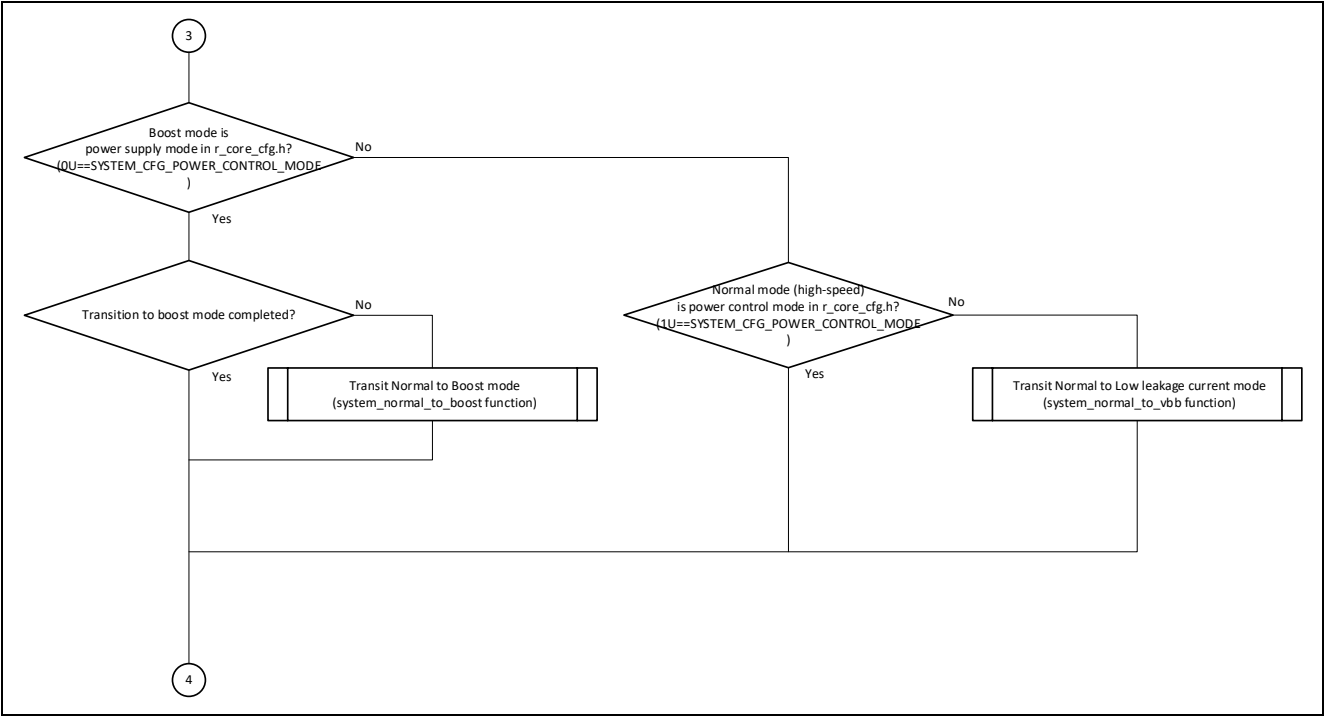 3
Boost mode is
power supply mode in r_core_cfg.h?
(0U==SYSTEM_CFG_POWER_CONTROL_MODE
)
No
Yes
Transition to boost mode completed?
No
Yes
Transit Normal to Boost mode
(system_normal_to_boost function)
Normal mode (high-speed)
is power control mode in r_core_cfg.h?
(1U==SYSTEM_CFG_POWER_CONTROL_MODE
)
No
Yes
Transit Normal to Low leakage current mode
(system_normal_to_vbb function)
4